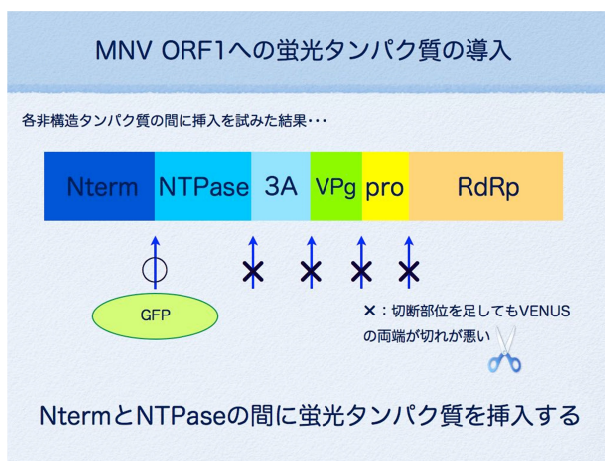 MNV ORF1への蛍光タンパク質の導入
各非構造タンパク質の間に挿入を試みた結果･･･
Nterm NTPase 3A VPg pro RdRp
GFP
×：切断部位を足してもVENUS
の両端が切れが悪い
NtermとNTPaseの間に蛍光タンパク質を挿入する